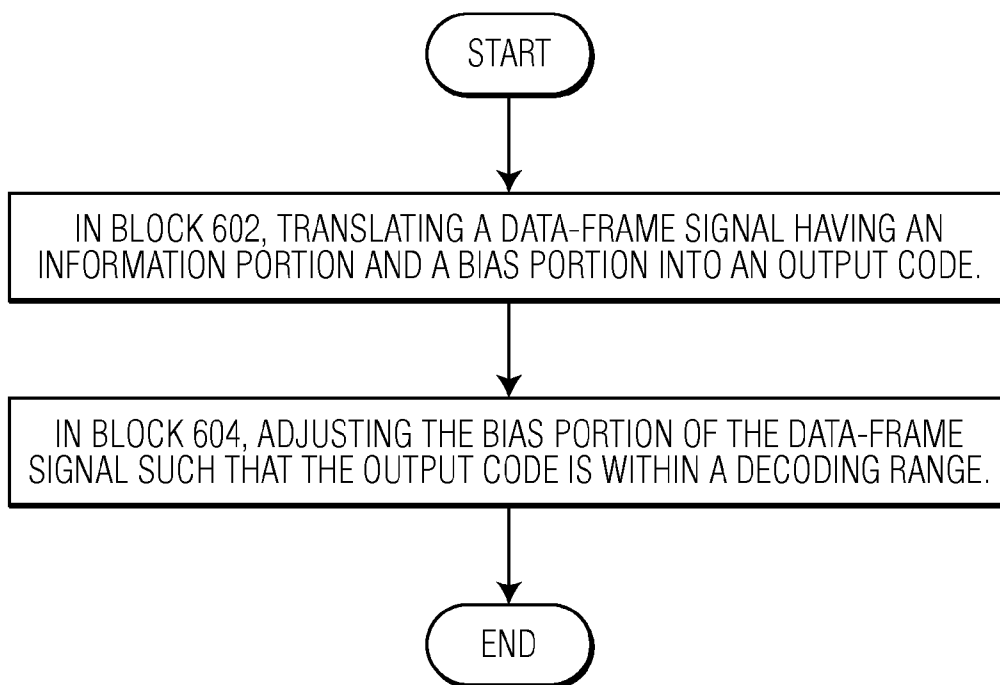 START
IN BLOCK 602, TRANSLATING A DATA-FRAME SIGNAL HAVING AN
INFORMATION PORTION AND A BIAS PORTION INTO AN OUTPUT CODE.
IN BLOCK 604, ADJUSTING THE BIAS PORTION OF THE DATA-FRAME
SIGNAL SUCH THAT THE OUTPUT CODE IS WITHIN A DECODING RANGE.
END